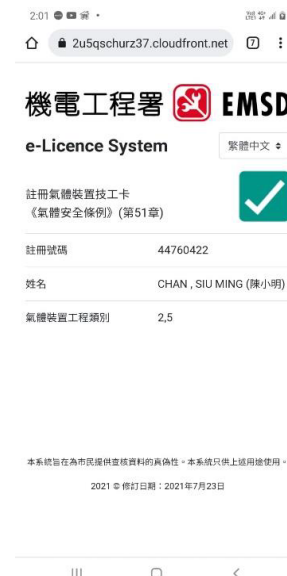 2:01
2u5qschurz37.cloudfront.net 7
機電工程署 EMSD
e-Licence System 繁體中文
註冊氣體裝置技工卡
《氣體安全條例》(第51章)
註冊號碼 44760422
姓名 CHAN , SIU MING (陳小明)
氣體裝置工程類別 2,5
本系統旨在為市民提供查核資料的真偽性。本系統只供上述用途使用。
2021 © 修訂日期：2021年7月23日